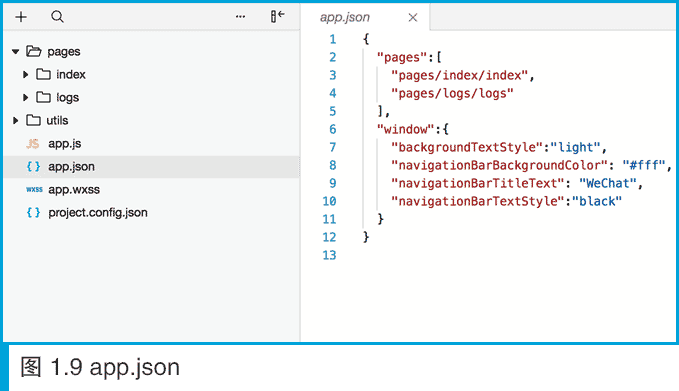 pages
index
logs
utils
JS app.js
{ } app.json
wxss app.wxss
{ } project.config.json
app.json
1 {
2 "pages":[
3 "pages/index/index",
4 "pages/logs/logs"
5 ],
6 "window":{
7 "backgroundTextStyle":"light",
8 "navigationBarBackgroundColor": "#fff",
9 "navigationBarTitleText": "WeChat",
10 "navigationBarTextStyle":"black"
11 }
12 }
13
图 1.9 app.json